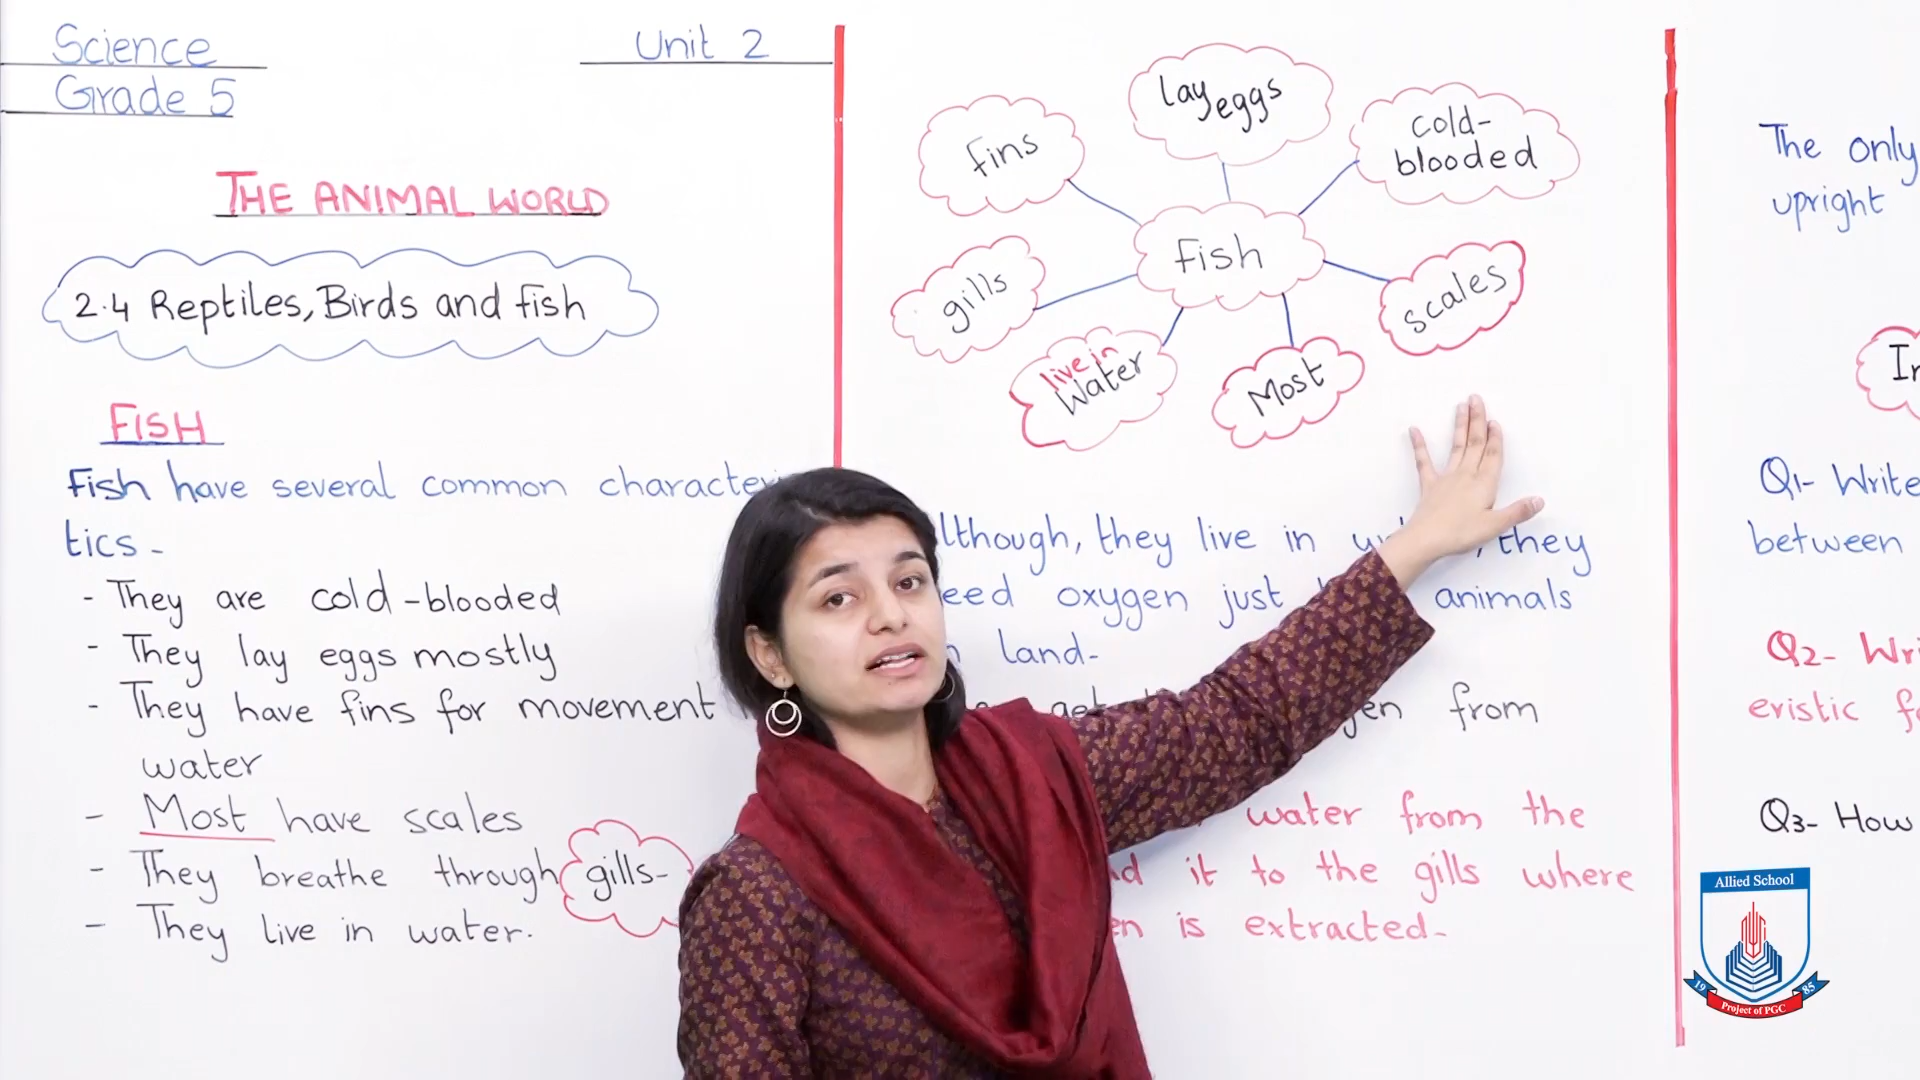 Science
Grade 5
Unit 2
THE ANIMAL WORLD
2.4 Reptiles, Birds and fish
FISH
Fish have several common
tics -
- They are cold-blooded
- They lay eggs mostly
- They have fins for movement
water
- Most have scales
- They breathe through gills-
- They live in water.
lay eggs
fins
cold-
blooded
fish
gills
scales
live in
water
Most
they live in they
oxygen just animals
land-
from
water from the
it to the gills where
is extracted-
The only
upright
Q1- Write
between
Q2-
eristic
Q3- How
Allied School
19 85
Project of PGC